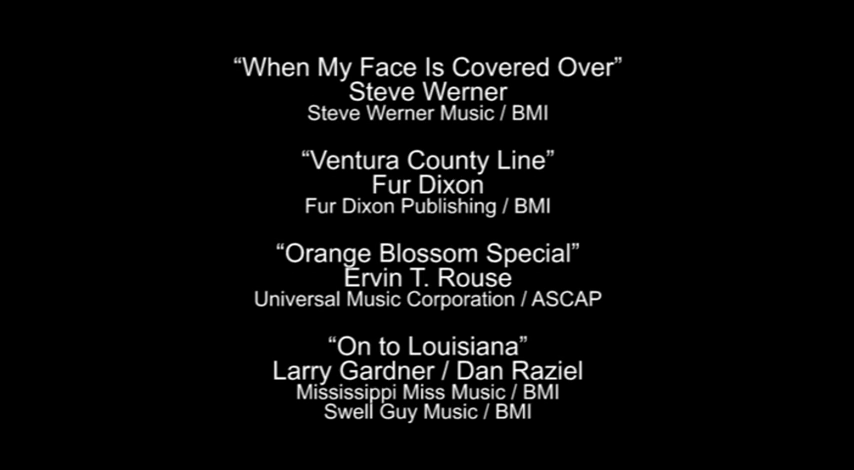 “When My Face Is Covered Over”
Steve Werner
Steve Werner Music / BMI
“Ventura County Line”
Fur Dixon
Fur Dixon Publishing / BMI
“Orange Blossom Special”
Ervin T. Rouse
Universal Music Corporation / ASCAP
“On to Louisiana”
Larry Gardner / Dan Raziel
Mississippi Miss Music / BMI
Swell Guy Music / BMI